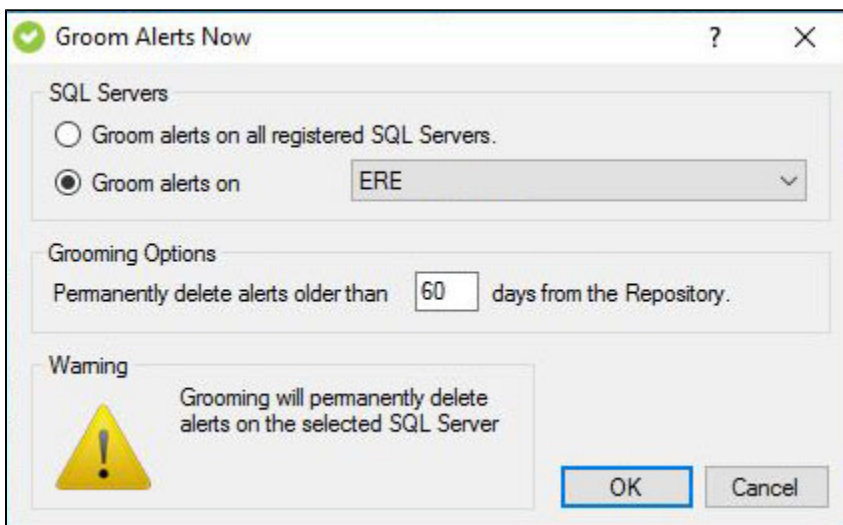 Groom Alerts Now
?
SQL Servers
Groom alerts on all registered SQL Servers.
Groom alerts on ERE
Grooming Options
Permanently delete alerts older than 60 days from the Repository.
Warning
Grooming will permanently delete
alerts on the selected SQL Server
OK Cancel